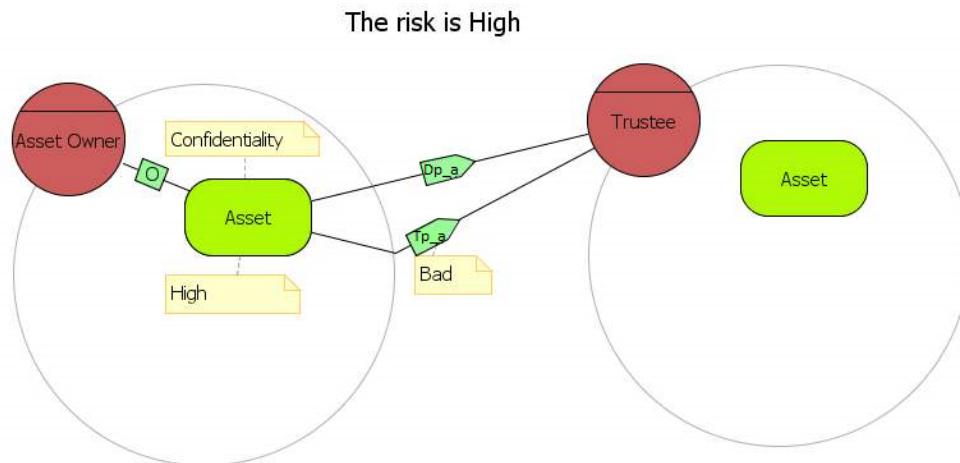 The risk is High
Asset Owner
Confidentiality
O
Asset
High
Dp_a
Tp_a
Bad
Trustee
Asset